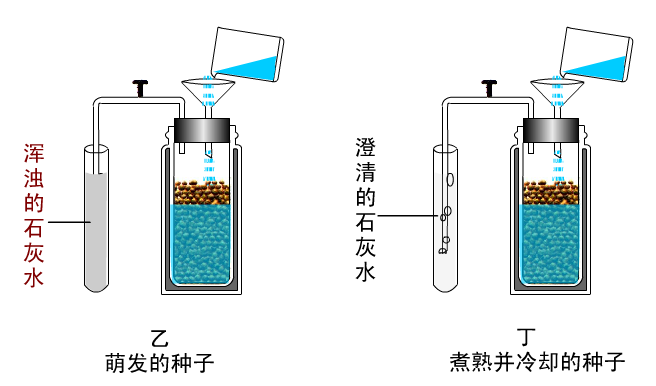 浑浊的石灰水
澄清的石灰水
乙
萌发的种子
丁
煮熟并冷却的种子